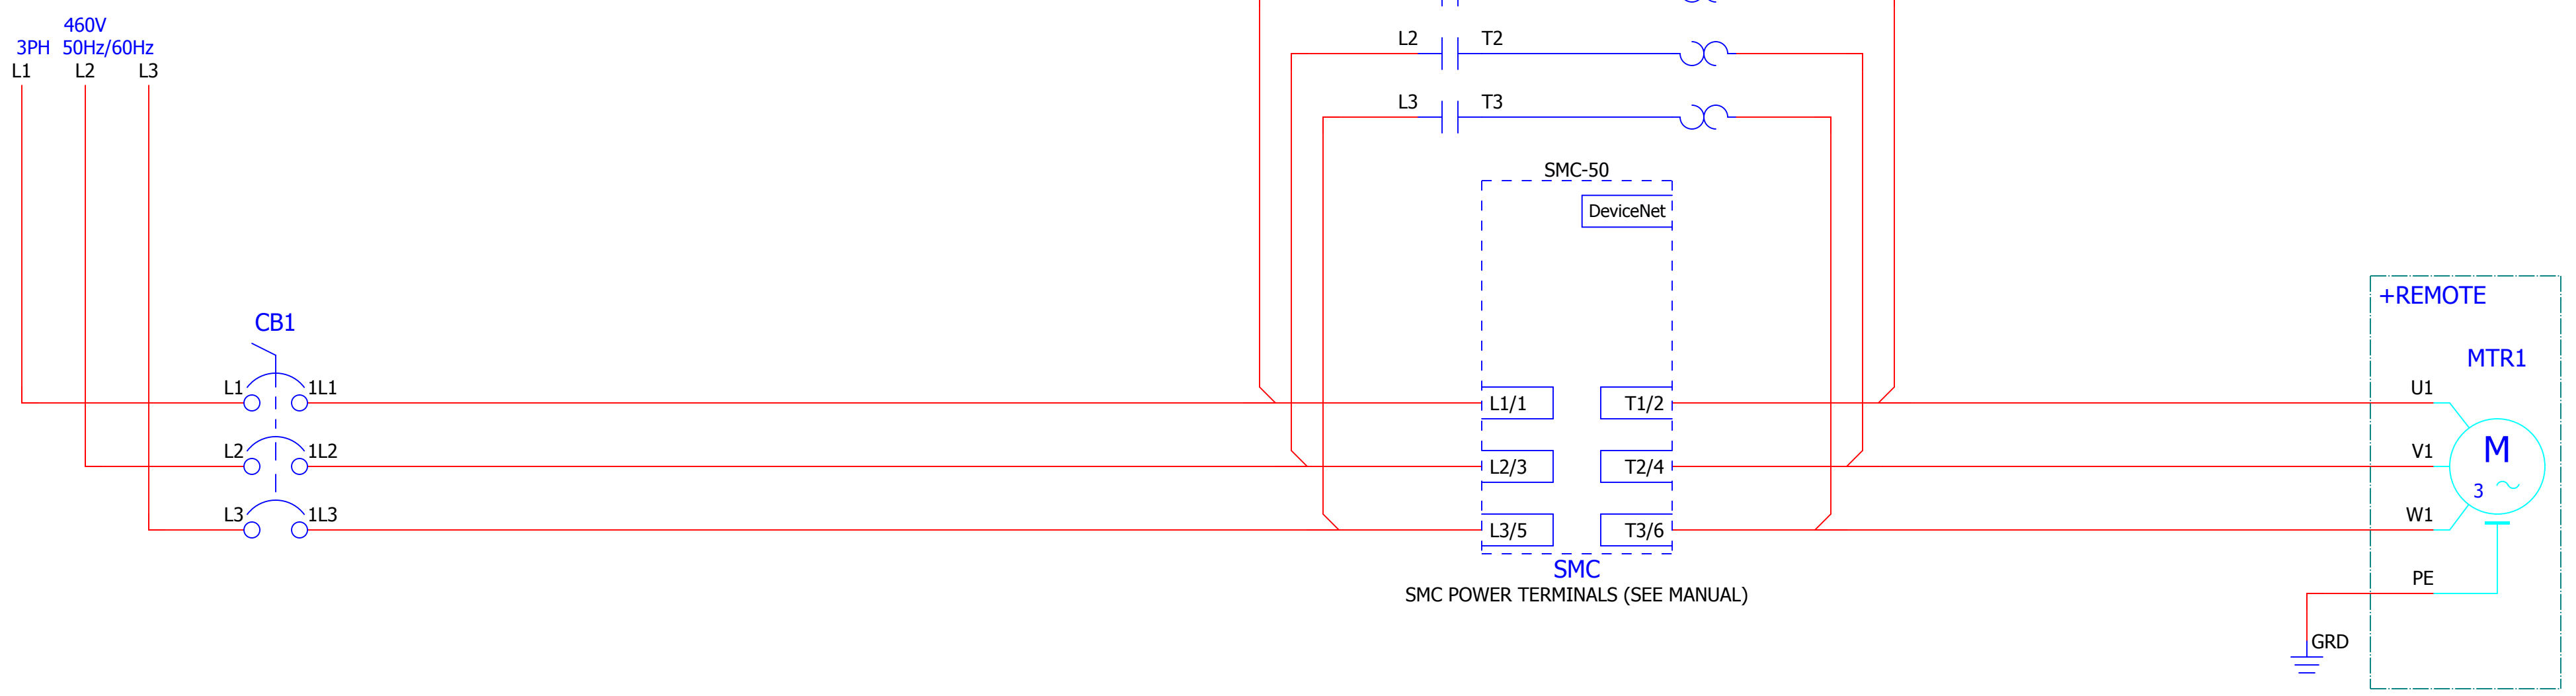 460V
3PH 50Hz/60Hz
L1 L2 L3
L2 T2
L3 T3
SMC-50
DeviceNet
+REMOTE
CB1
MTR1
L1 1L1
L1/1 T1/2
U1
L2 1L2
L2/3 T2/4
V1
M
3
L3 1L3
L3/5 T3/6
W1
SMC
SMC POWER TERMINALS (SEE MANUAL)
PE
GRD